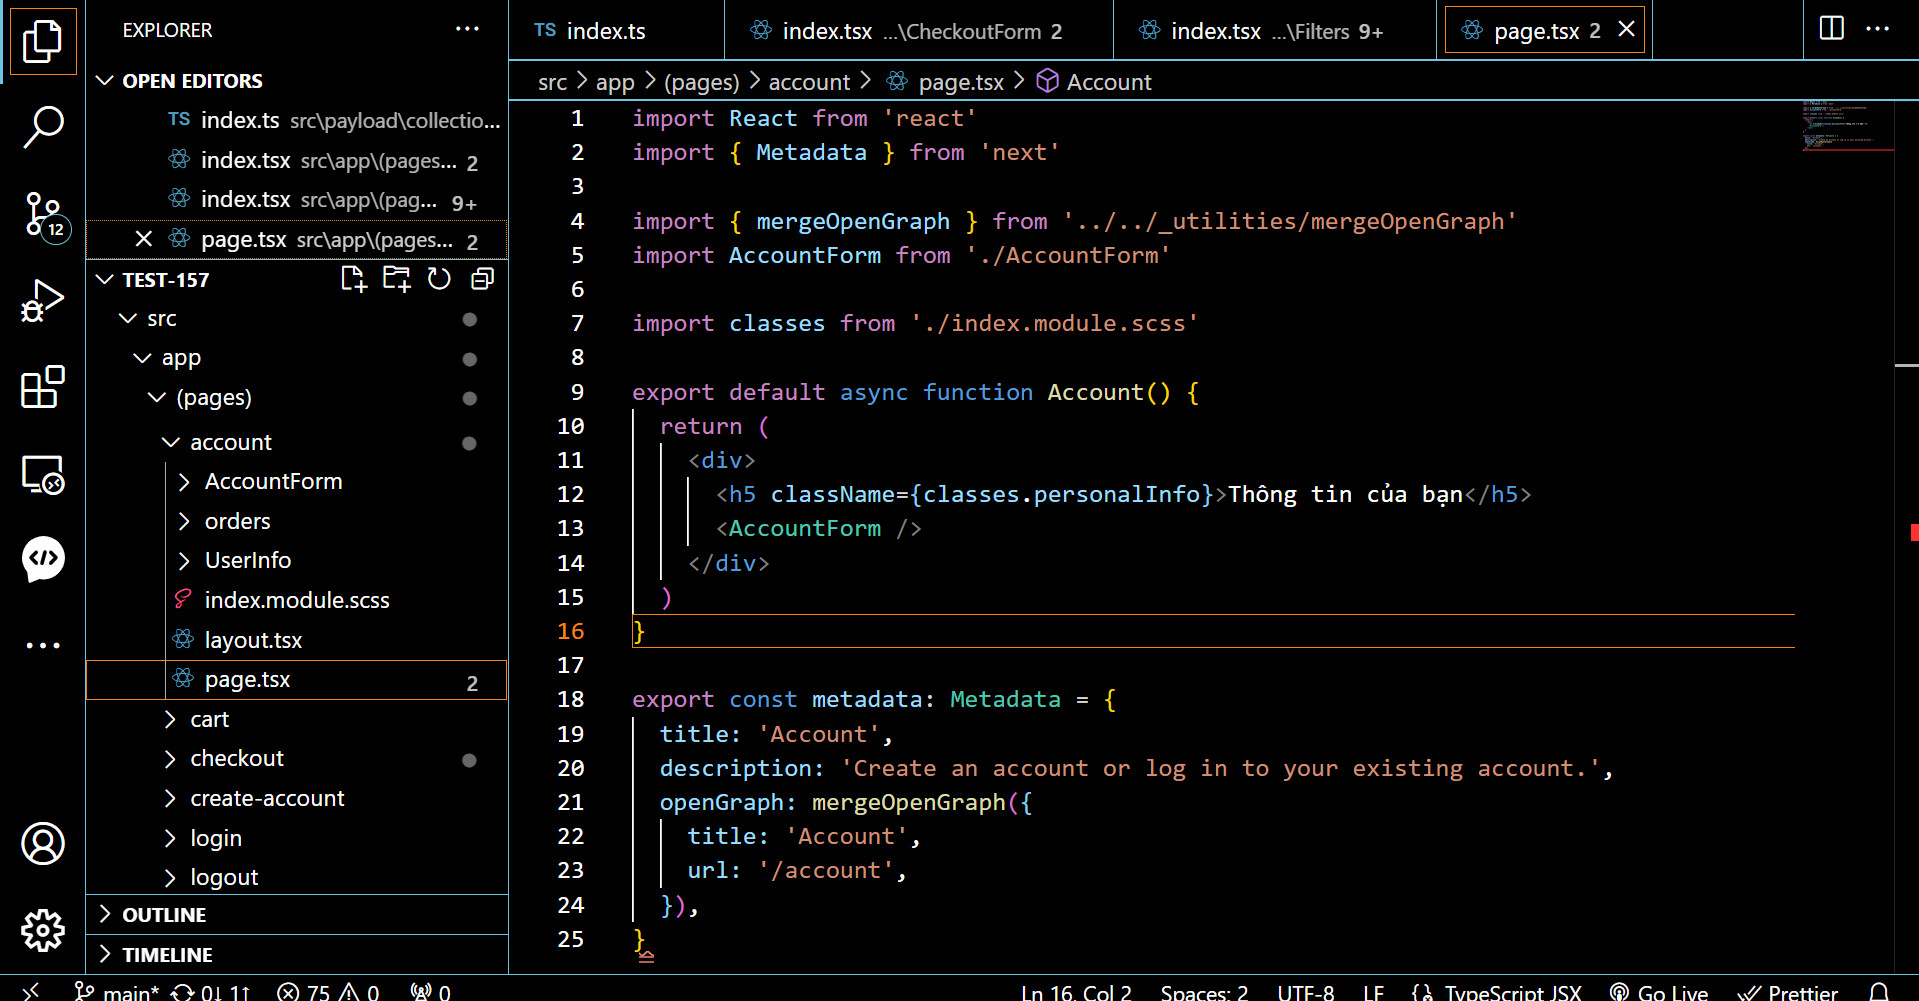 EXPLORER
OPEN EDITORS
TS index.ts src\payload\collectio...
index.tsx src\app\(pages... 2
index.tsx src\app\(pag... 9+
page.tsx src\app\(pages... 2
TEST-157
src
app
(pages)
account
AccountForm
orders
UserInfo
index.module.scss
layout.tsx
page.tsx 2
cart
checkout
create-account
login
logout
OUTLINE
TIMELINE
12
TS index.ts
index.tsx ...\CheckoutForm 2
index.tsx ...\Filters 9+
page.tsx 2
src > app > (pages) > account > page.tsx > Account
1 import React from 'react'
2 import { Metadata } from 'next'
3
4 import { mergeOpenGraph } from '../../_utilities/mergeOpenGraph'
5 import AccountForm from './AccountForm'
6
7 import classes from './index.module.scss'
8
9 export default async function Account() {
10 return (
11 <div>
12 <h5 className={classes.personalInfo}>Thông tin của bạn</h5>
13 <AccountForm />
14 </div>
15 )
16 }
17
18 export const metadata: Metadata = {
19 title: 'Account',
20 description: 'Create an account or log in to your existing account.',
21 openGraph: mergeOpenGraph({
22 title: 'Account',
23 url: '/account',
24 }),
25 }
main* 0↓ 1↑ 75 0 0 Ln 16, Col 2 Spaces: 2 UTF-8 LF {} TypeScript JSX Go Live Prettier